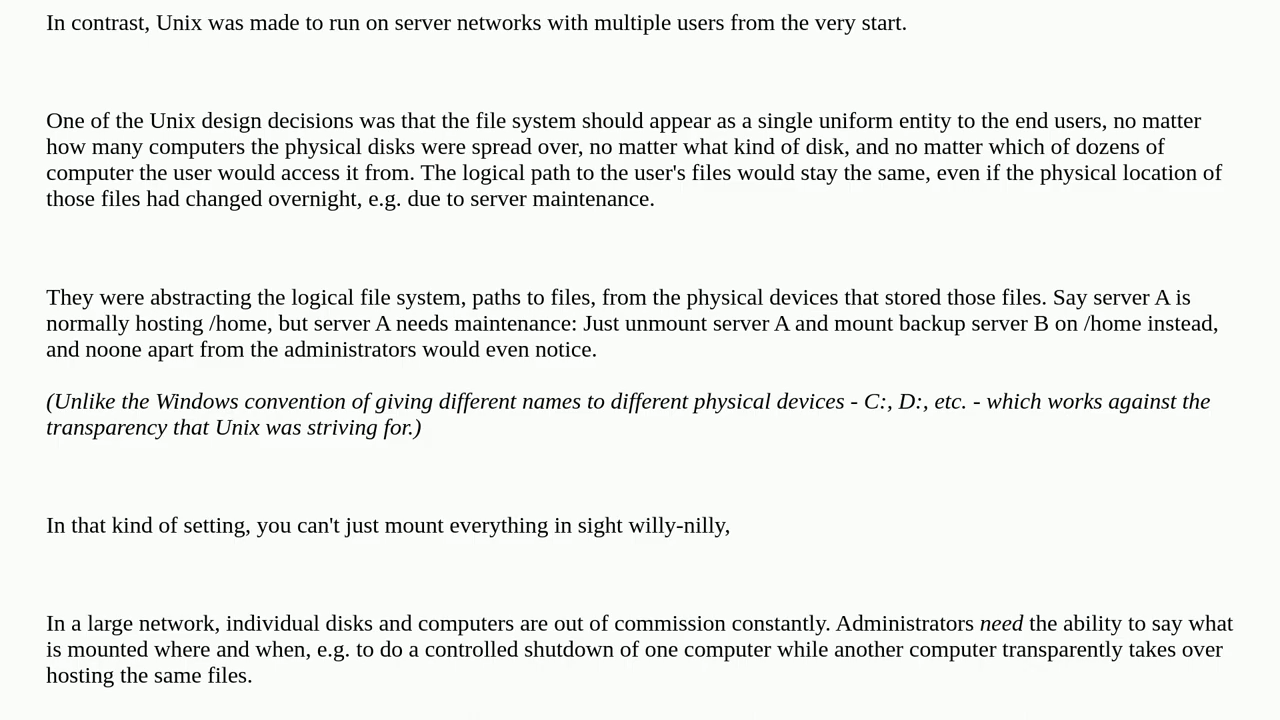 In contrast, Unix was made to run on server networks with multiple users from the very start.
One of the Unix design decisions was that the file system should appear as a single uniform entity to the end users, no matter
how many computers the physical disks were spread over, no matter what kind of disk, and no matter which of dozens of
computer the user would access it from. The logical path to the user's files would stay the same, even if the physical location of
those files had changed overnight, e.g. due to server maintenance.
They were abstracting the logical file system, paths to files, from the physical devices that stored those files. Say server A is
normally hosting /home, but server A needs maintenance: Just unmount server A and mount backup server B on /home instead,
and noone apart from the administrators would even notice.
(Unlike the Windows convention of giving different names to different physical devices - C:, D:, etc. - which works against the
transparency that Unix was striving for.)
In that kind of setting, you can't just mount everything in sight willy-nilly,
In a large network, individual disks and computers are out of commission constantly. Administrators need the ability to say what
is mounted where and when, e.g. to do a controlled shutdown of one computer while another computer transparently takes over
hosting the same files.